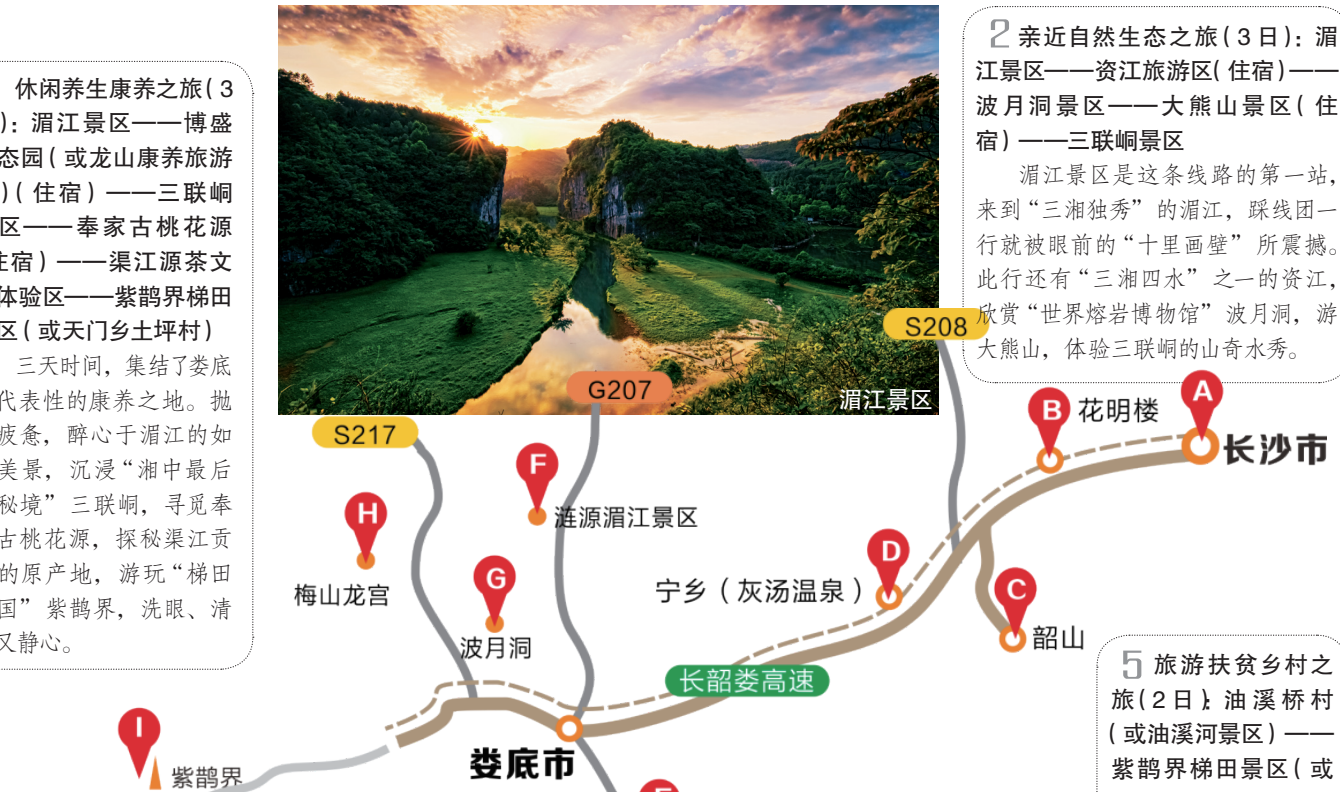 休闲养生康养之旅(3
):湄江景区——博盛
态园(或龙山康养旅游
)(住宿)——三联峒
区——奉家古桃花源
住宿)——渠江源茶文
体验区——紫鹊界梯田
区(或天门乡土坪村)
三天时间，集结了娄底
代表性的康养之地。抛
疲惫，醉心于湄江的如
美景，沉浸“湘中最后
秘境”三联峒，寻觅奉
古桃花源，探秘渠江贡
的原产地，游玩“梯田
国”紫鹊界，洗眼、清
又静心。
湄江景区
2 亲近自然生态之旅(3日)：湄
江景区——资江旅游区(住宿)——
波月洞景区——大熊山景区(住
宿)——三联峒景区
湄江景区是这条线路的第一站，
来到“三湘独秀”的湄江，踩线团一
行就被眼前的“十里画壁”所震撼。
此行还有“三湘四水”之一的资江，
欣赏“世界熔岩博物馆”波月洞，游
大熊山，体验三联峒的山奇水秀。
S208
G207
S217
A
长沙市
B
花明楼
F
涟源湄江景区
H
梅山龙宫
G
波月洞
D
宁乡（灰汤温泉）
C
韶山
长韶娄高速
I
紫鹊界
娄底市
5 旅游扶贫乡村之
旅(2日)：油溪桥村
(或油溪河景区)——
紫鹊界梯田景区(或